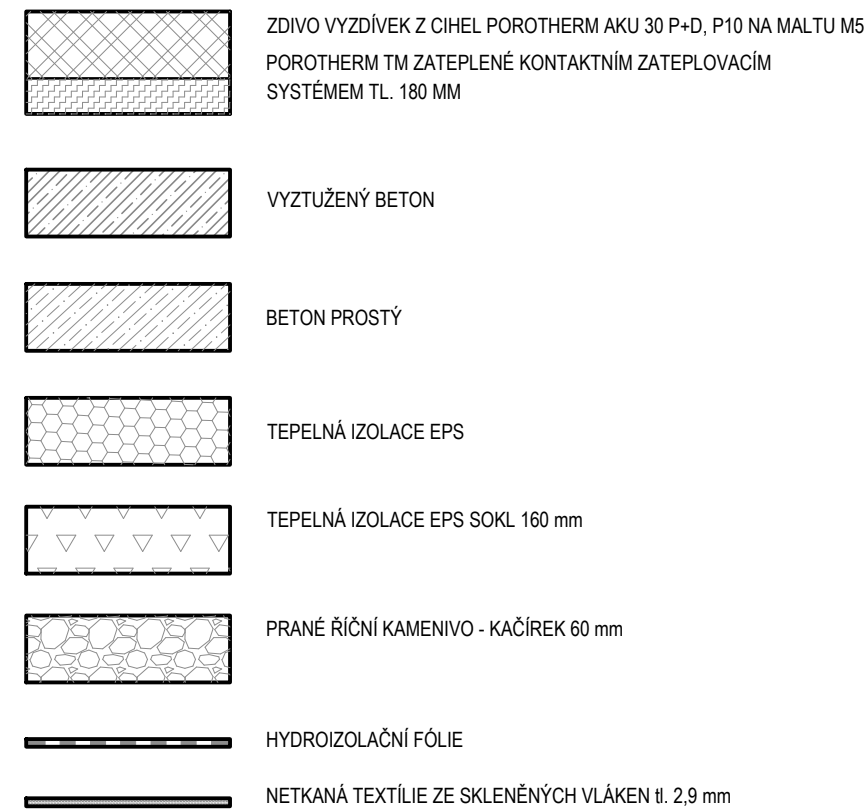 ZDIVO VYZDÍVEK Z CIHEL POROTHERM AKU 30 P+D, P10 NA MALTU M5
POROTHERM TM ZATEPLENÉ KONTAKTNÍM ZATEPLOVACÍM
SYSTÉMEM TL. 180 MM
VYZTUŽENÝ BETON
BETON PROSTÝ
TEPELNÁ IZOLACE EPS
TEPELNÁ IZOLACE EPS SOKL 160 mm
PRANÉ ŘÍČNÍ KAMENIVO - KAČÍREK 60 mm
HYDROIZOLAČNÍ FÓLIE
NETKANÁ TEXTÍLIE ZE SKLENĚNÝCH VLÁKEN tl. 2,9 mm